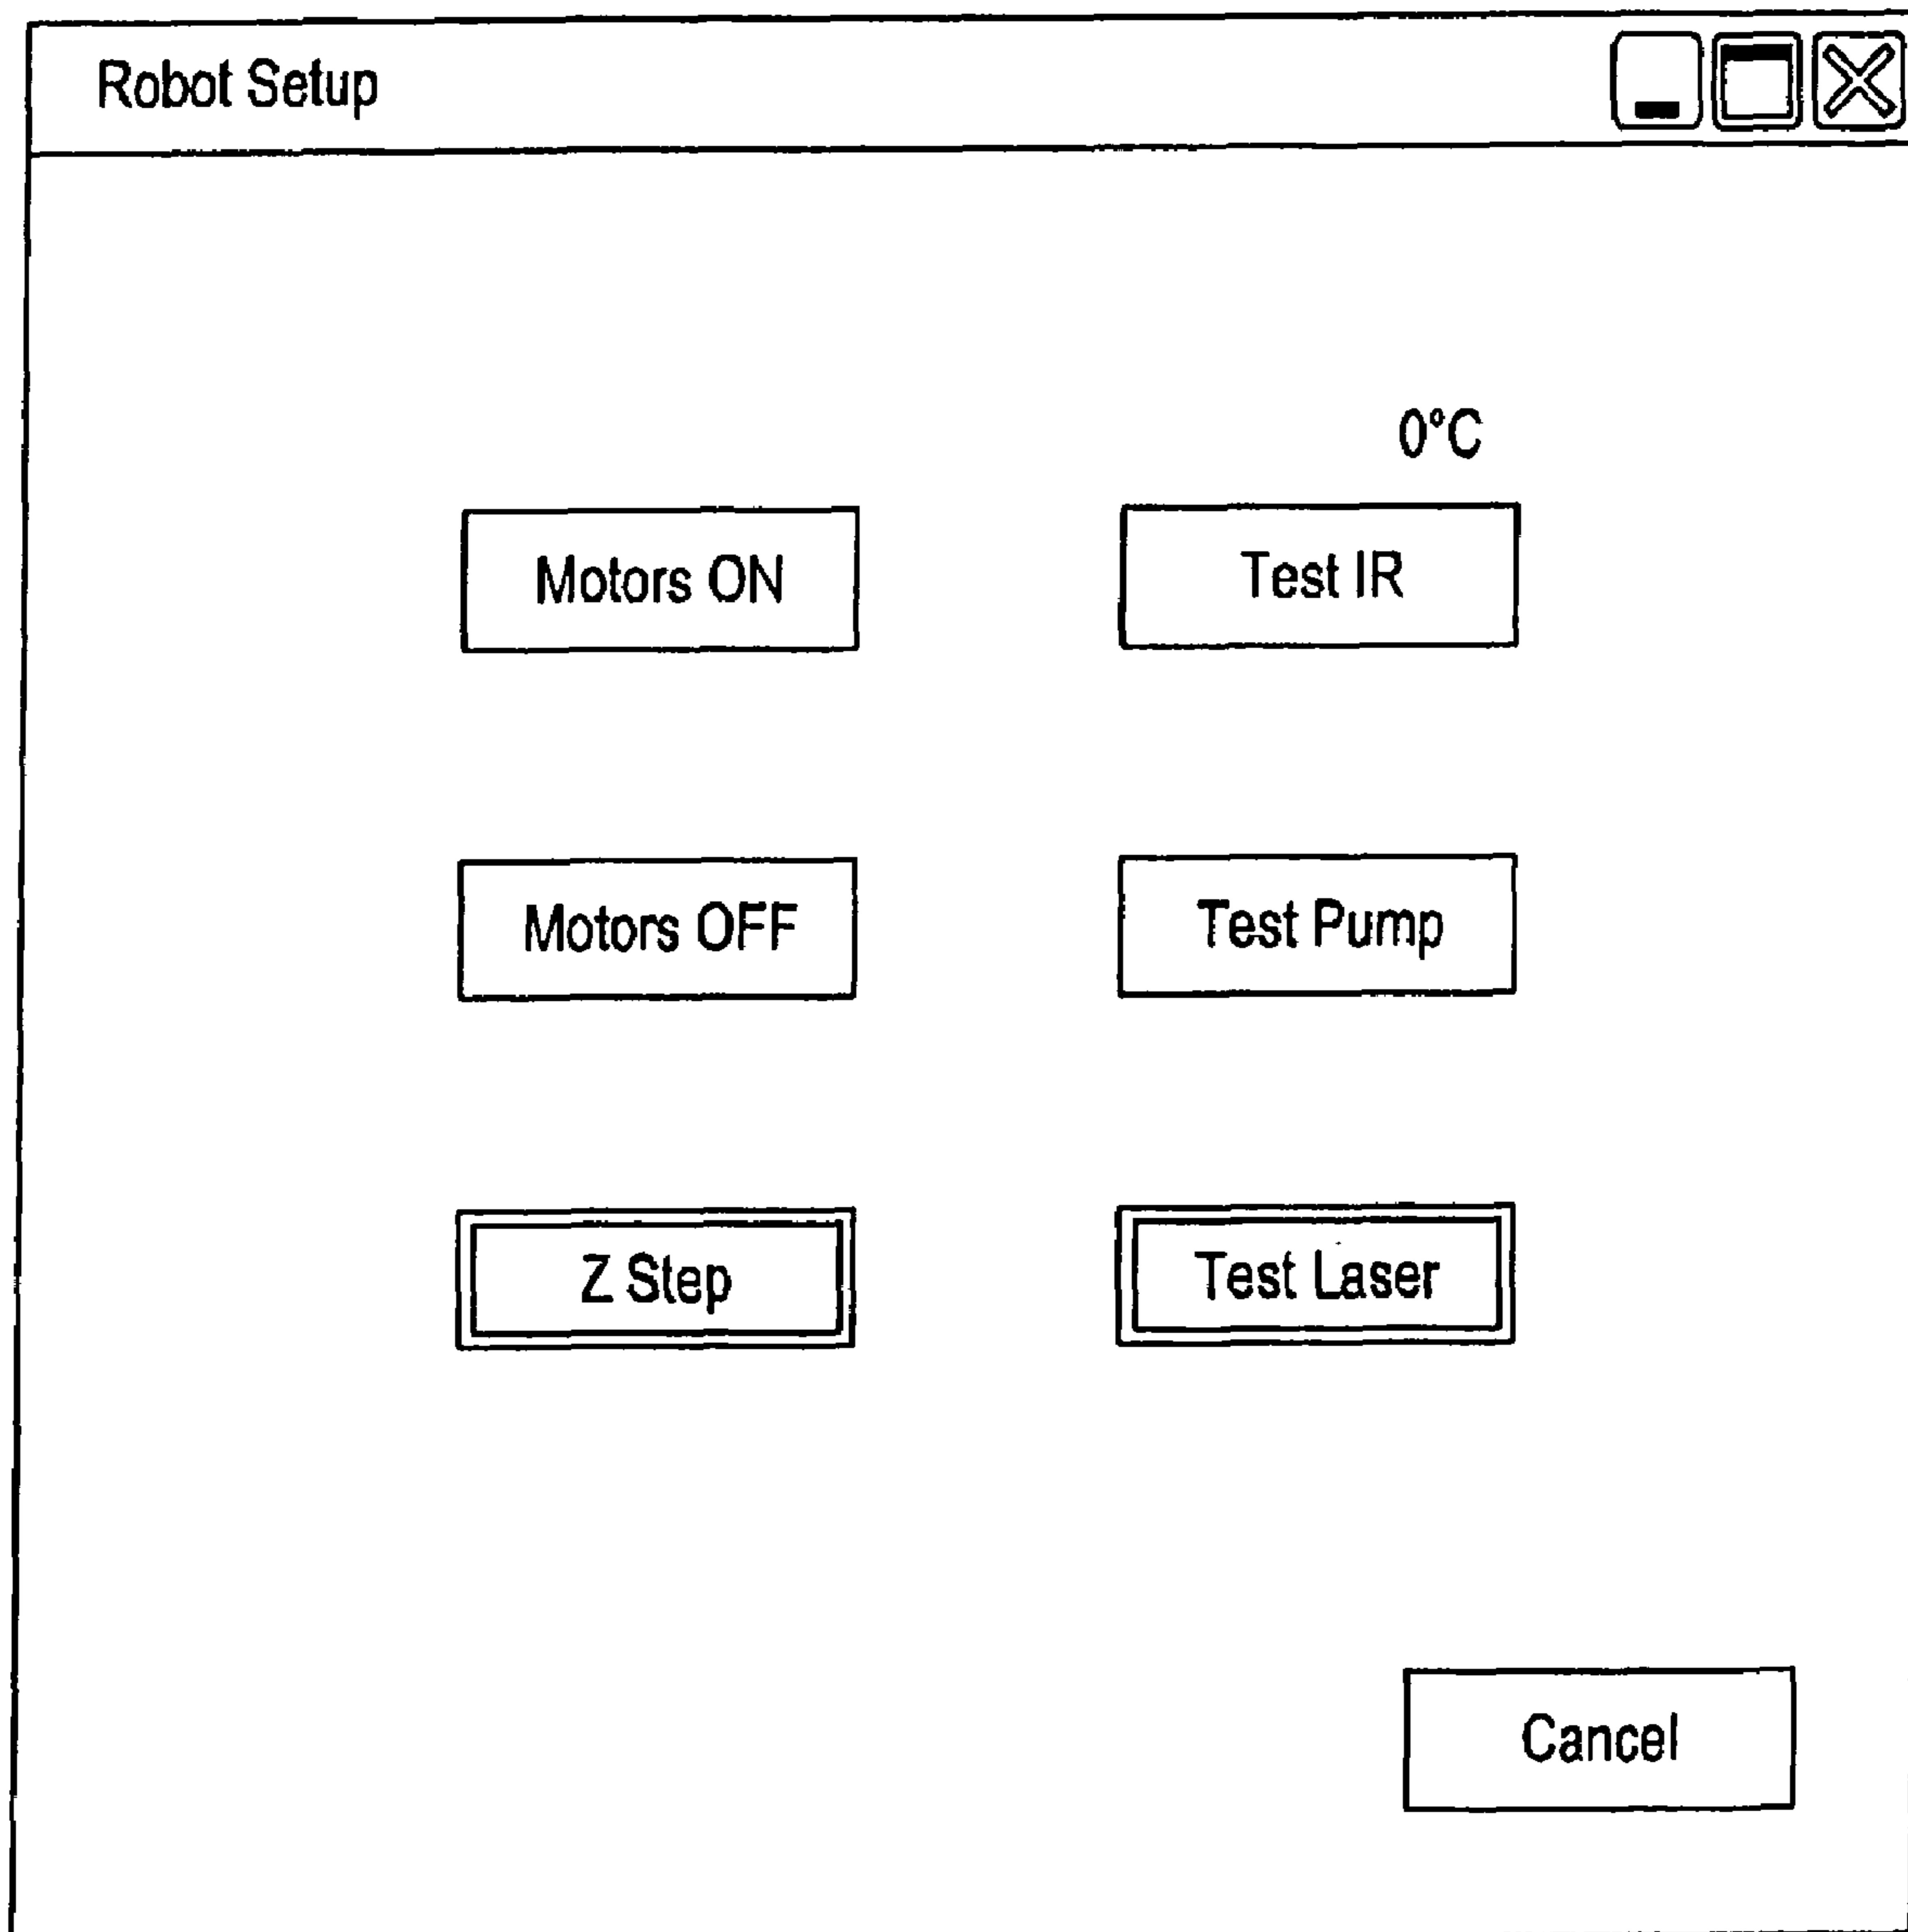 Robot Setup
0°C
Motors ON
Test IR
Motors OFF
Test Pump
Z Step
Test Laser
Cancel